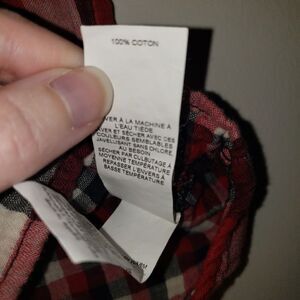 100% COTON
LAVER À LA MACHINE À
L'EAU TIÈDE
LAVER ET SÉCHER AVEC DES
COULEURS SEMBLABLES
JAVELLISANT SANS CHLORE
AU BESOIN
SÉCHER PAR CULBUTAGE À
MOYENNE TEMPÉRATURE
REPASSER L'ENVERS À
BASSE TEMPÉRATURE